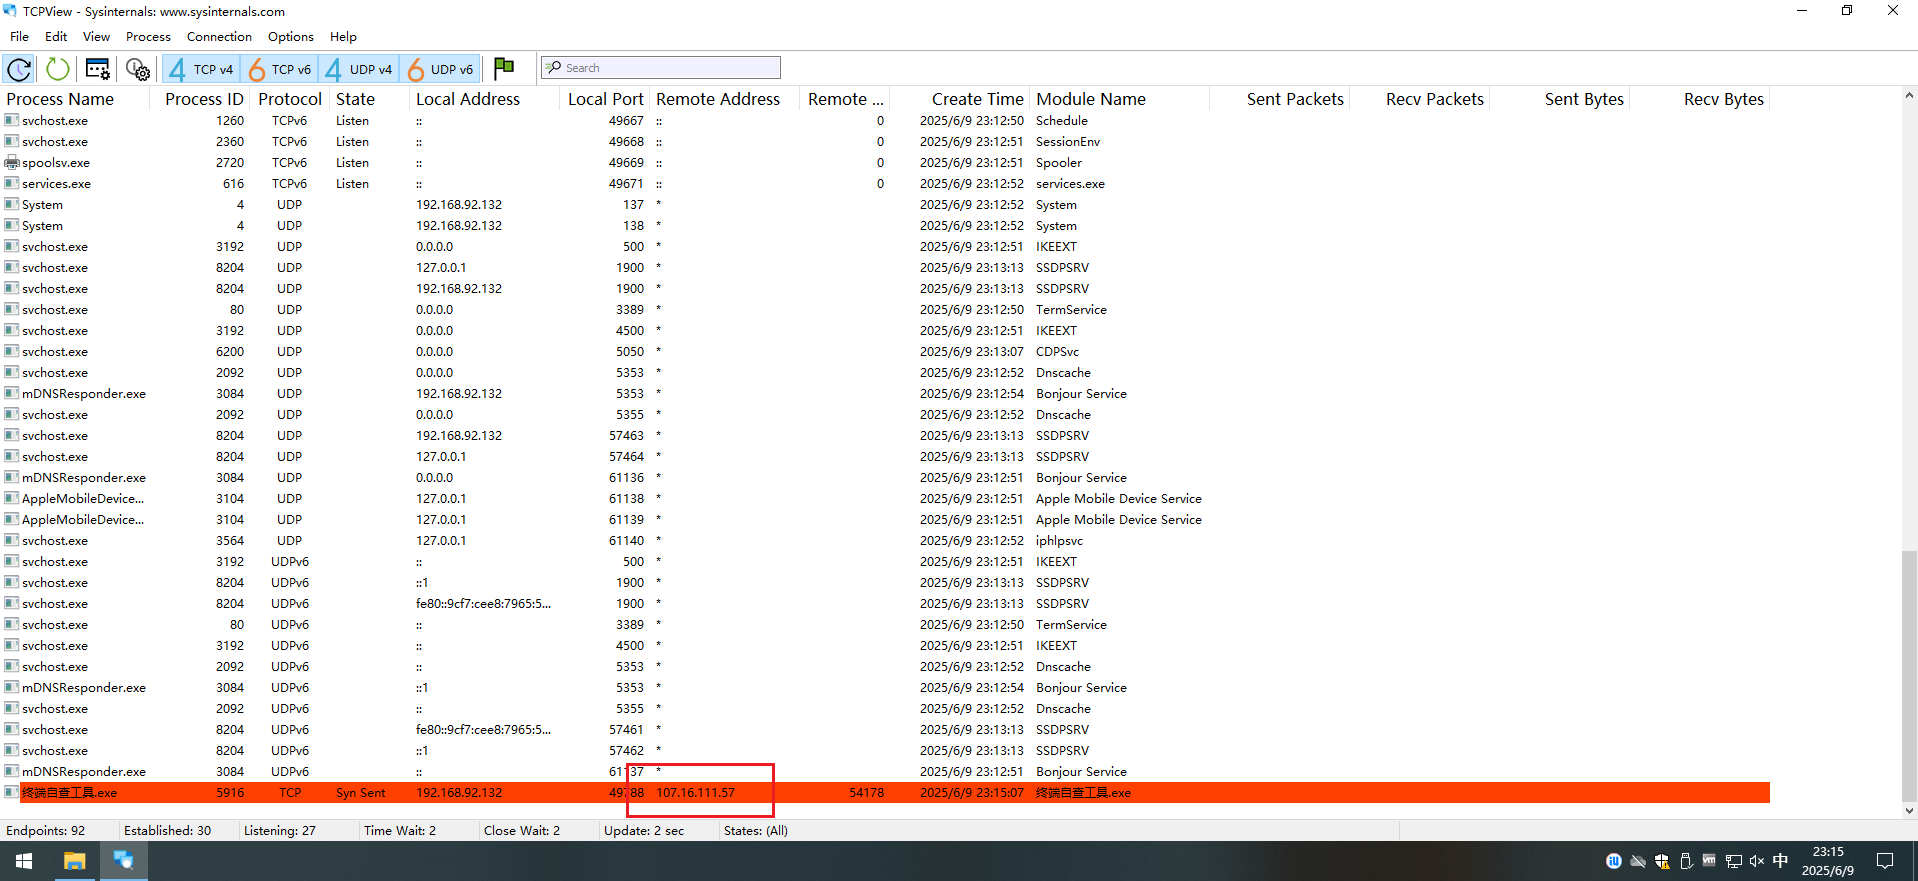 TCPView - Sysinternals: www.sysinternals.com
File Edit View Process Connection Options Help
4 TCP v4 6 TCP v6 4 UDP v4 6 UDP v6 Search
Process Name Process ID Protocol State Local Address Local Port Remote Address Remote ... Create Time Module Name Sent Packets Recv Packets Sent Bytes Recv Bytes
svchost.exe 1260 TCPv6 Listen :: 49667 :: 0 2025/6/9 23:12:50 Schedule
svchost.exe 2360 TCPv6 Listen :: 49668 :: 0 2025/6/9 23:12:51 SessionEnv
spoolsv.exe 2720 TCPv6 Listen :: 49669 :: 0 2025/6/9 23:12:51 Spooler
services.exe 616 TCPv6 Listen :: 49671 :: 0 2025/6/9 23:12:52 services.exe
System 4 UDP 192.168.92.132 137 * 2025/6/9 23:12:52 System
System 4 UDP 192.168.92.132 138 * 2025/6/9 23:12:52 System
svchost.exe 3192 UDP 0.0.0.0 500 * 2025/6/9 23:12:51 IKEEXT
svchost.exe 8204 UDP 127.0.0.1 1900 * 2025/6/9 23:13:13 SSDPSRV
svchost.exe 8204 UDP 192.168.92.132 1900 * 2025/6/9 23:13:13 SSDPSRV
svchost.exe 80 UDP 0.0.0.0 3389 * 2025/6/9 23:12:50 TermService
svchost.exe 3192 UDP 0.0.0.0 4500 * 2025/6/9 23:12:51 IKEEXT
svchost.exe 6200 UDP 0.0.0.0 5050 * 2025/6/9 23:13:07 CDPSvc
svchost.exe 2092 UDP 0.0.0.0 5353 * 2025/6/9 23:12:52 Dnscache
mDNSResponder.exe 3084 UDP 192.168.92.132 5353 * 2025/6/9 23:12:54 Bonjour Service
svchost.exe 2092 UDP 0.0.0.0 5355 * 2025/6/9 23:12:52 Dnscache
svchost.exe 8204 UDP 192.168.92.132 57463 * 2025/6/9 23:13:13 SSDPSRV
svchost.exe 8204 UDP 127.0.0.1 57464 * 2025/6/9 23:13:13 SSDPSRV
mDNSResponder.exe 3084 UDP 0.0.0.0 61136 * 2025/6/9 23:12:51 Bonjour Service
AppleMobileDevice... 3104 UDP 127.0.0.1 61138 * 2025/6/9 23:12:51 Apple Mobile Device Service
AppleMobileDevice... 3104 UDP 127.0.0.1 61139 * 2025/6/9 23:12:51 Apple Mobile Device Service
svchost.exe 3564 UDP 127.0.0.1 61140 * 2025/6/9 23:12:52 iphlpsvc
svchost.exe 3192 UDPv6 :: 500 * 2025/6/9 23:12:51 IKEEXT
svchost.exe 8204 UDPv6 ::1 1900 * 2025/6/9 23:13:13 SSDPSRV
svchost.exe 8204 UDPv6 fe80::9cf7:cee8:7965:5... 1900 * 2025/6/9 23:13:13 SSDPSRV
svchost.exe 80 UDPv6 :: 3389 * 2025/6/9 23:12:50 TermService
svchost.exe 3192 UDPv6 :: 4500 * 2025/6/9 23:12:51 IKEEXT
svchost.exe 2092 UDPv6 :: 5353 * 2025/6/9 23:12:52 Dnscache
mDNSResponder.exe 3084 UDPv6 ::1 5353 * 2025/6/9 23:12:54 Bonjour Service
svchost.exe 2092 UDPv6 :: 5355 * 2025/6/9 23:12:52 Dnscache
svchost.exe 8204 UDPv6 fe80::9cf7:cee8:7965:5... 57461 * 2025/6/9 23:13:13 SSDPSRV
svchost.exe 8204 UDPv6 ::1 57462 * 2025/6/9 23:13:13 SSDPSRV
mDNSResponder.exe 3084 UDPv6 :: 61137 * 2025/6/9 23:12:51 Bonjour Service
终端自查工具.exe 5916 TCP Syn Sent 192.168.92.132 49788 107.16.111.57 54178 2025/6/9 23:15:07 终端自查工具.exe
Endpoints: 92 Established: 30 Listening: 27 Time Wait: 2 Close Wait: 2 Update: 2 sec States: (All)
中 23:15
2025/6/9